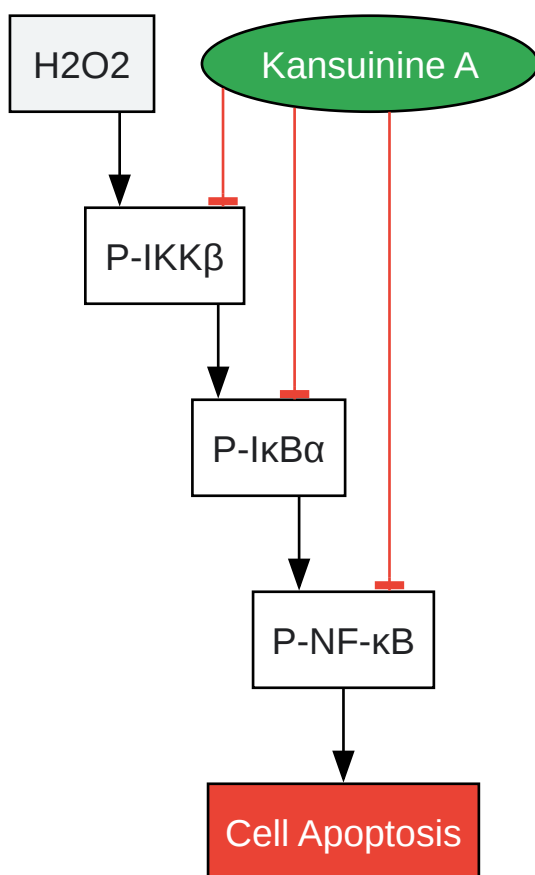 H2O2
Kansuinine A
P-IKKβ
P-IκBα
P-NF-κB
Cell Apoptosis